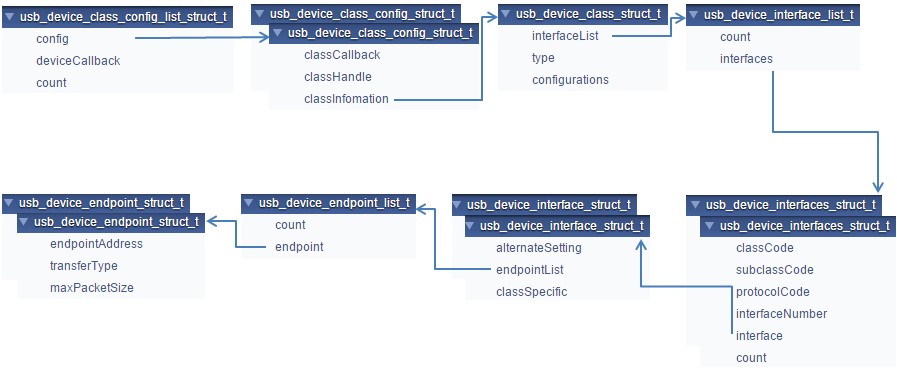 usb_device_class_config_list_struct_t
config
deviceCallback
count
usb_device_class_config_struct_t
usb_device_class_config_struct_t
classCallback
classHandle
classInfomation
usb_device_class_struct_t
interfaceList
type
configurations
usb_device_interface_list_t
count
interfaces
usb_device_endpoint_struct_t
usb_device_endpoint_struct_t
endpointAddress
transferType
maxPacketSize
usb_device_endpoint_list_t
count
endpoint
usb_device_interface_struct_t
usb_device_interface_struct_t
alternateSetting
endpointList
classSpecific
usb_device_interfaces_struct_t
usb_device_interfaces_struct_t
classCode
subclassCode
protocolCode
interfaceNumber
interface
count